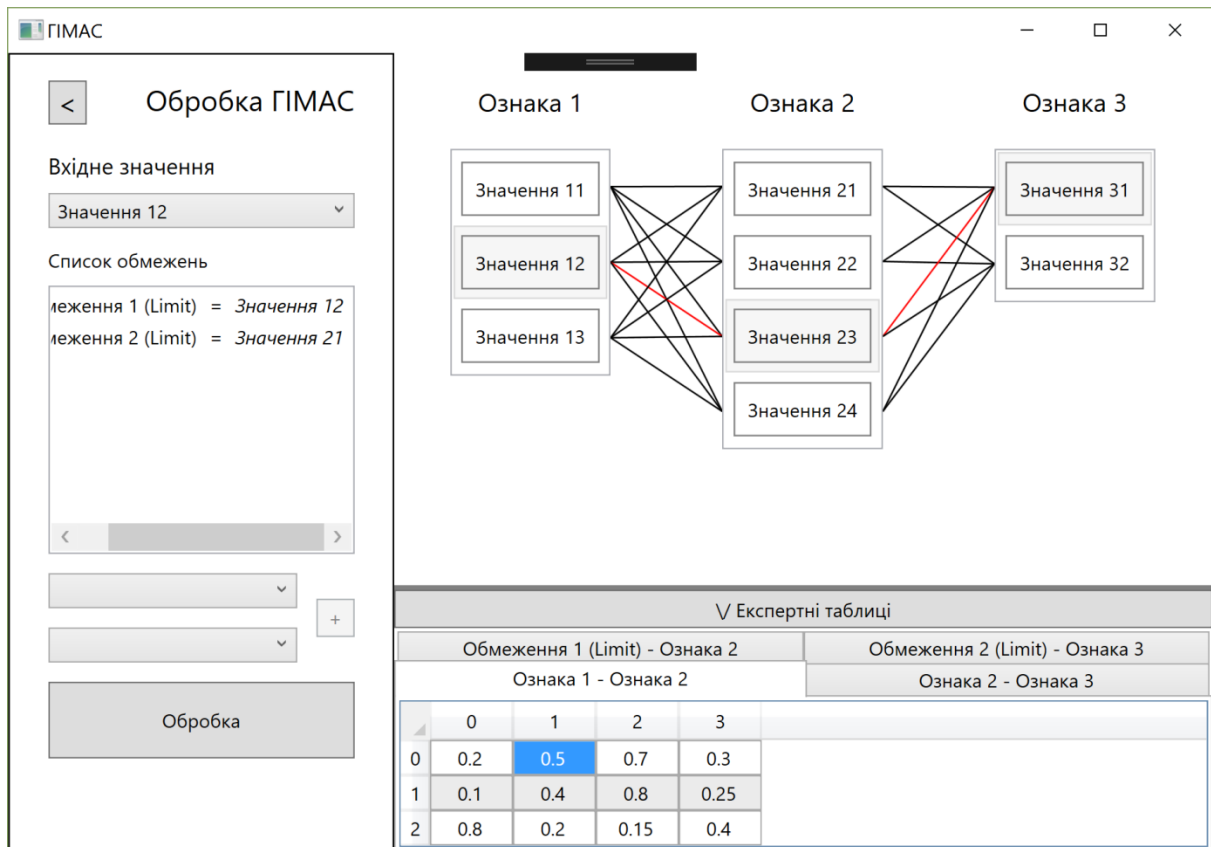 ГІМАС
<
Обробка ГІМАС
Вхідне значення
Значення 12
Список обмежень
меження 1 (Limit) = Значення 12
меження 2 (Limit) = Значення 21
+
Обробка
Ознака 1
Ознака 2
Ознака 3
Значення 11
Значення 12
Значення 13
Значення 21
Значення 22
Значення 23
Значення 24
Значення 31
Значення 32
\/ Експертні таблиці
Обмеження 1 (Limit) - Ознака 2
Обмеження 2 (Limit) - Ознака 3
Ознака 1 - Ознака 2
Ознака 2 - Ознака 3
0 1 2 3
0 0.2 0.5 0.7 0.3
1 0.1 0.4 0.8 0.25
2 0.8 0.2 0.15 0.4